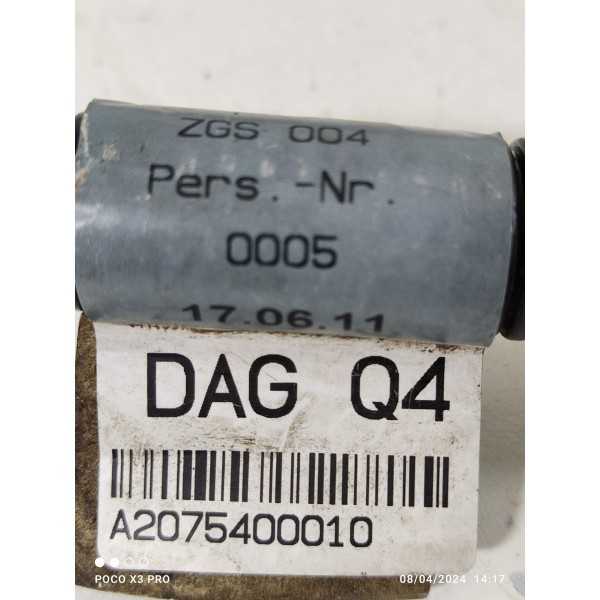 ZGS 004
Pers.-Nr.
0005
17.06.11
DAG Q4
A2075400010
POCO X3 PRO
08/04/2024 14:17